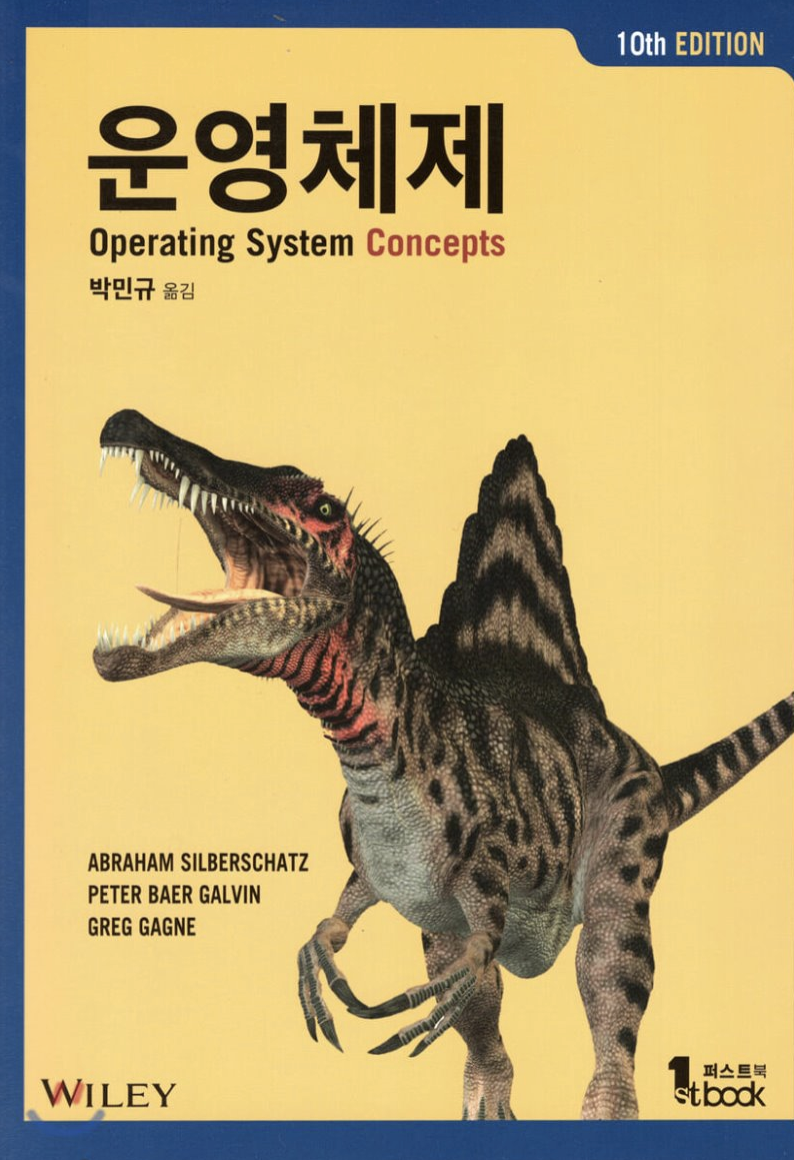 10th EDITION
운영체제
Operating System Concepts
박민규 옮김
ABRAHAM SILBERSCHATZ
PETER BAER GALVIN
GREG GAGNE
WILEY
퍼스트북
1st book